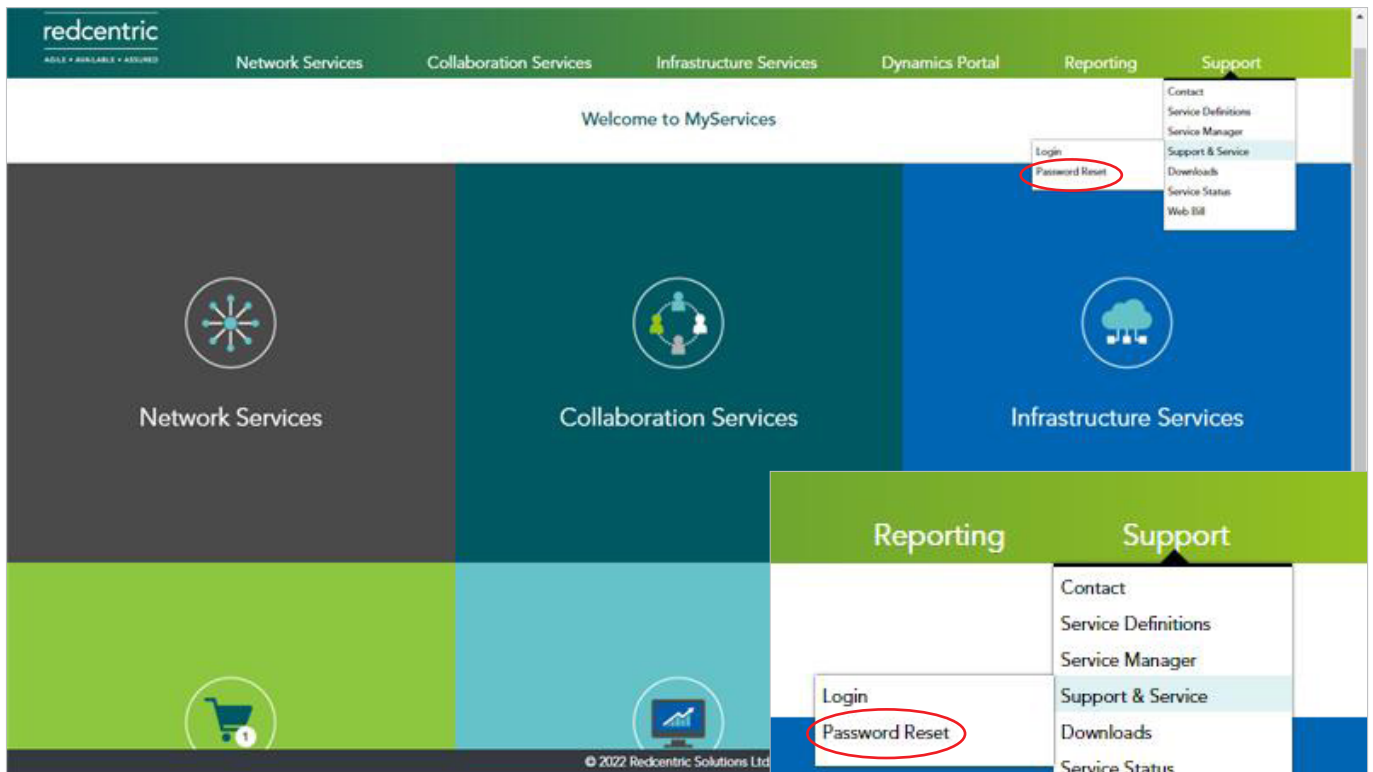 redcentric
AGILE • AVAILABLE • ASSURED
Network Services
Collaboration Services
Infrastructure Services
Dynamics Portal
Reporting
Support
Welcome to MyServices
Contact
Service Definitions
Service Manager
Support & Service
Downloads
Service Status
Web Bill
Login
Password Reset
Network Services
Collaboration Services
Infrastructure Services
1
© 2022 Redcentric Solutions Ltd
Reporting
Support
Contact
Service Definitions
Service Manager
Support & Service
Downloads
Service Status
Login
Password Reset